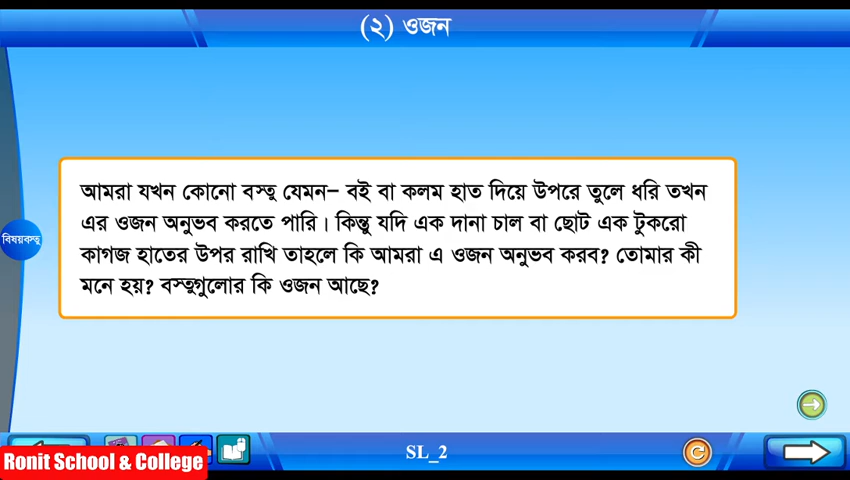 (২) ওজন
আমরা যখন কোনো বস্তু যেমন– বই বা কলম হাত দিয়ে উপরে তুলে ধরি তখন
এর ওজন অনুভব করতে পারি। কিন্তু যদি এক দানা চাল বা ছোট এক টুকরো
কাগজ হাতের উপর রাখি তাহলে কি আমরা এ ওজন অনুভব করব? তোমার কী
মনে হয়? বস্তুগুলোর কি ওজন আছে?
বিষয়বস্তু
SL_2
Ronit School & College